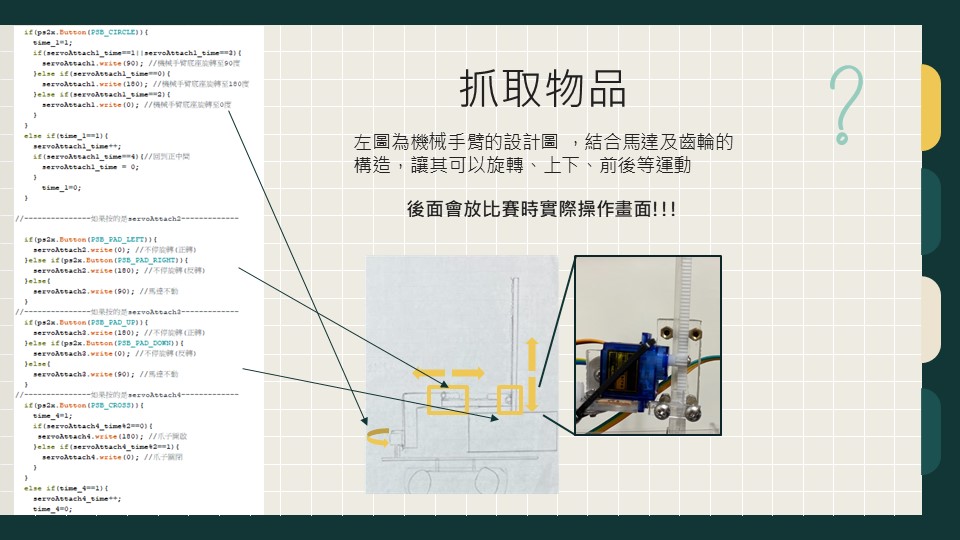 if(ps2x.Button(PSB_CIRCLE)){
time_1=1;
if(servoAttach1_time==1||servoAttach1_time==3){
servoAttach1.write(90); //機械手臂底座旋轉至90度
}else if(servoAttach1_time==0){
servoAttach1.write(180); //機械手臂底座旋轉至180度
}else if(servoAttach1_time==2){
servoAttach1.write(0); //機械手臂底座旋轉至0度
}
}
else if(time_1==1){
servoAttach1_time++;
if(servoAttach1_time==4){//回到正中間
servoAttach1_time = 0;
}
time_1=0;
}
//---------------如果按的是servoAttach2-------------
if(ps2x.Button(PSB_PAD_LEFT)){
servoAttach2.write(0); //不停旋轉(正轉)
}else if(ps2x.Button(PSB_PAD_RIGHT)){
servoAttach2.write(180); //不停旋轉(反轉)
}else{
servoAttach2.write(90); //馬達不動
}
//---------------如果按的是servoAttach3-------------
if(ps2x.Button(PSB_PAD_UP)){
servoAttach3.write(180); //不停旋轉(正轉)
}else if(ps2x.Button(PSB_PAD_DOWN)){
servoAttach3.write(0); //不停旋轉(反轉)
}else{
servoAttach3.write(90); //馬達不動
}
//---------------如果按的是servoAttach4-------------
if(ps2x.Button(PSB_CROSS)){
time_4=1;
if(servoAttach4_time%2==0){
servoAttach4.write(180); //爪子開啟
}else if(servoAttach4_time%2==1){
servoAttach4.write(0); //爪子關閉
}
}
else if(time_4==1){
servoAttach4_time++;
time_4=0;
抓取物品
?
左圖為機械手臂的設計圖 ，結合馬達及齒輪的
構造，讓其可以旋轉、上下、前後等運動
後面會放比賽時實際操作畫面!!!